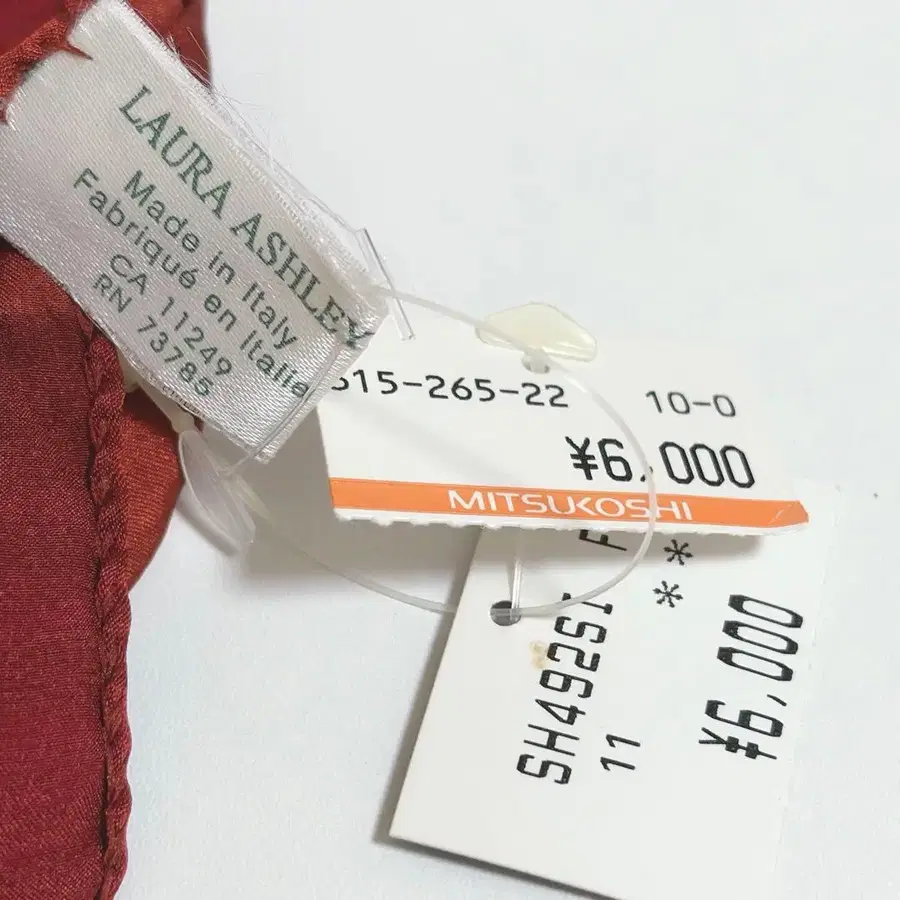 LAURA ASHLEY
Made in Italy
Fabriqué en Italie
CA 11249
RN 73785
515-265-22 10-0
¥6,000
MITSUKOSHI
F
**
SH492SI
11
¥6,000